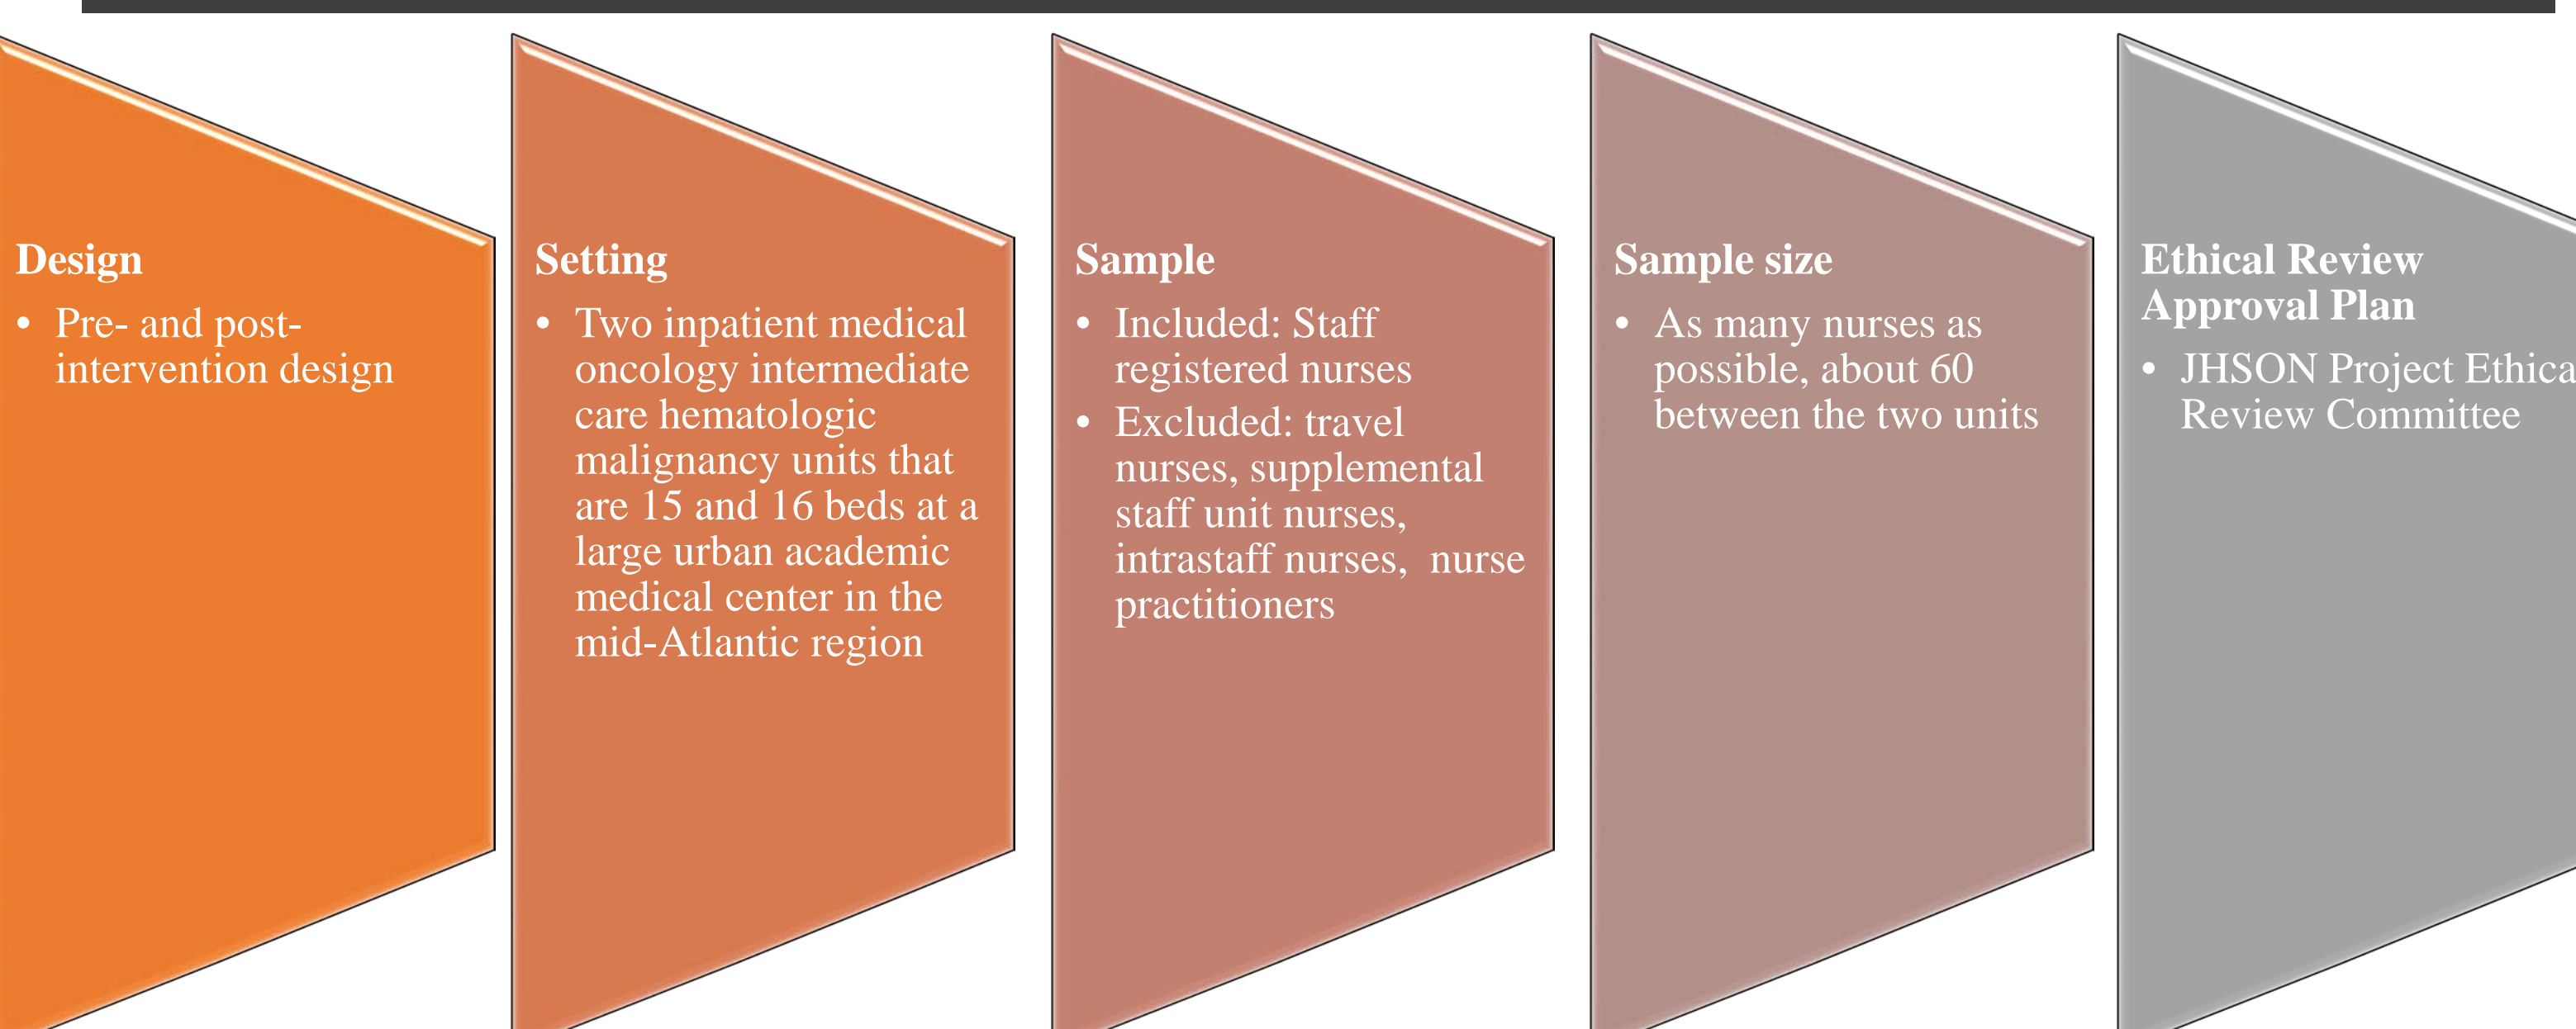 Design
• Pre- and post-
intervention design
Setting
• Two inpatient medical
oncology intermediate
care hematologic
malignancy units that
are 15 and 16 beds at a
large urban academic
medical center in the
mid-Atlantic region
Sample
• Included: Staff
registered nurses
• Excluded: travel
nurses, supplemental
staff unit nurses,
intrastaff nurses,  nurse
practitioners
Sample size
• As many nurses as
possible, about 60
between the two units
Ethical Review
Approval Plan
• JHSON Project Ethica
Review Committee